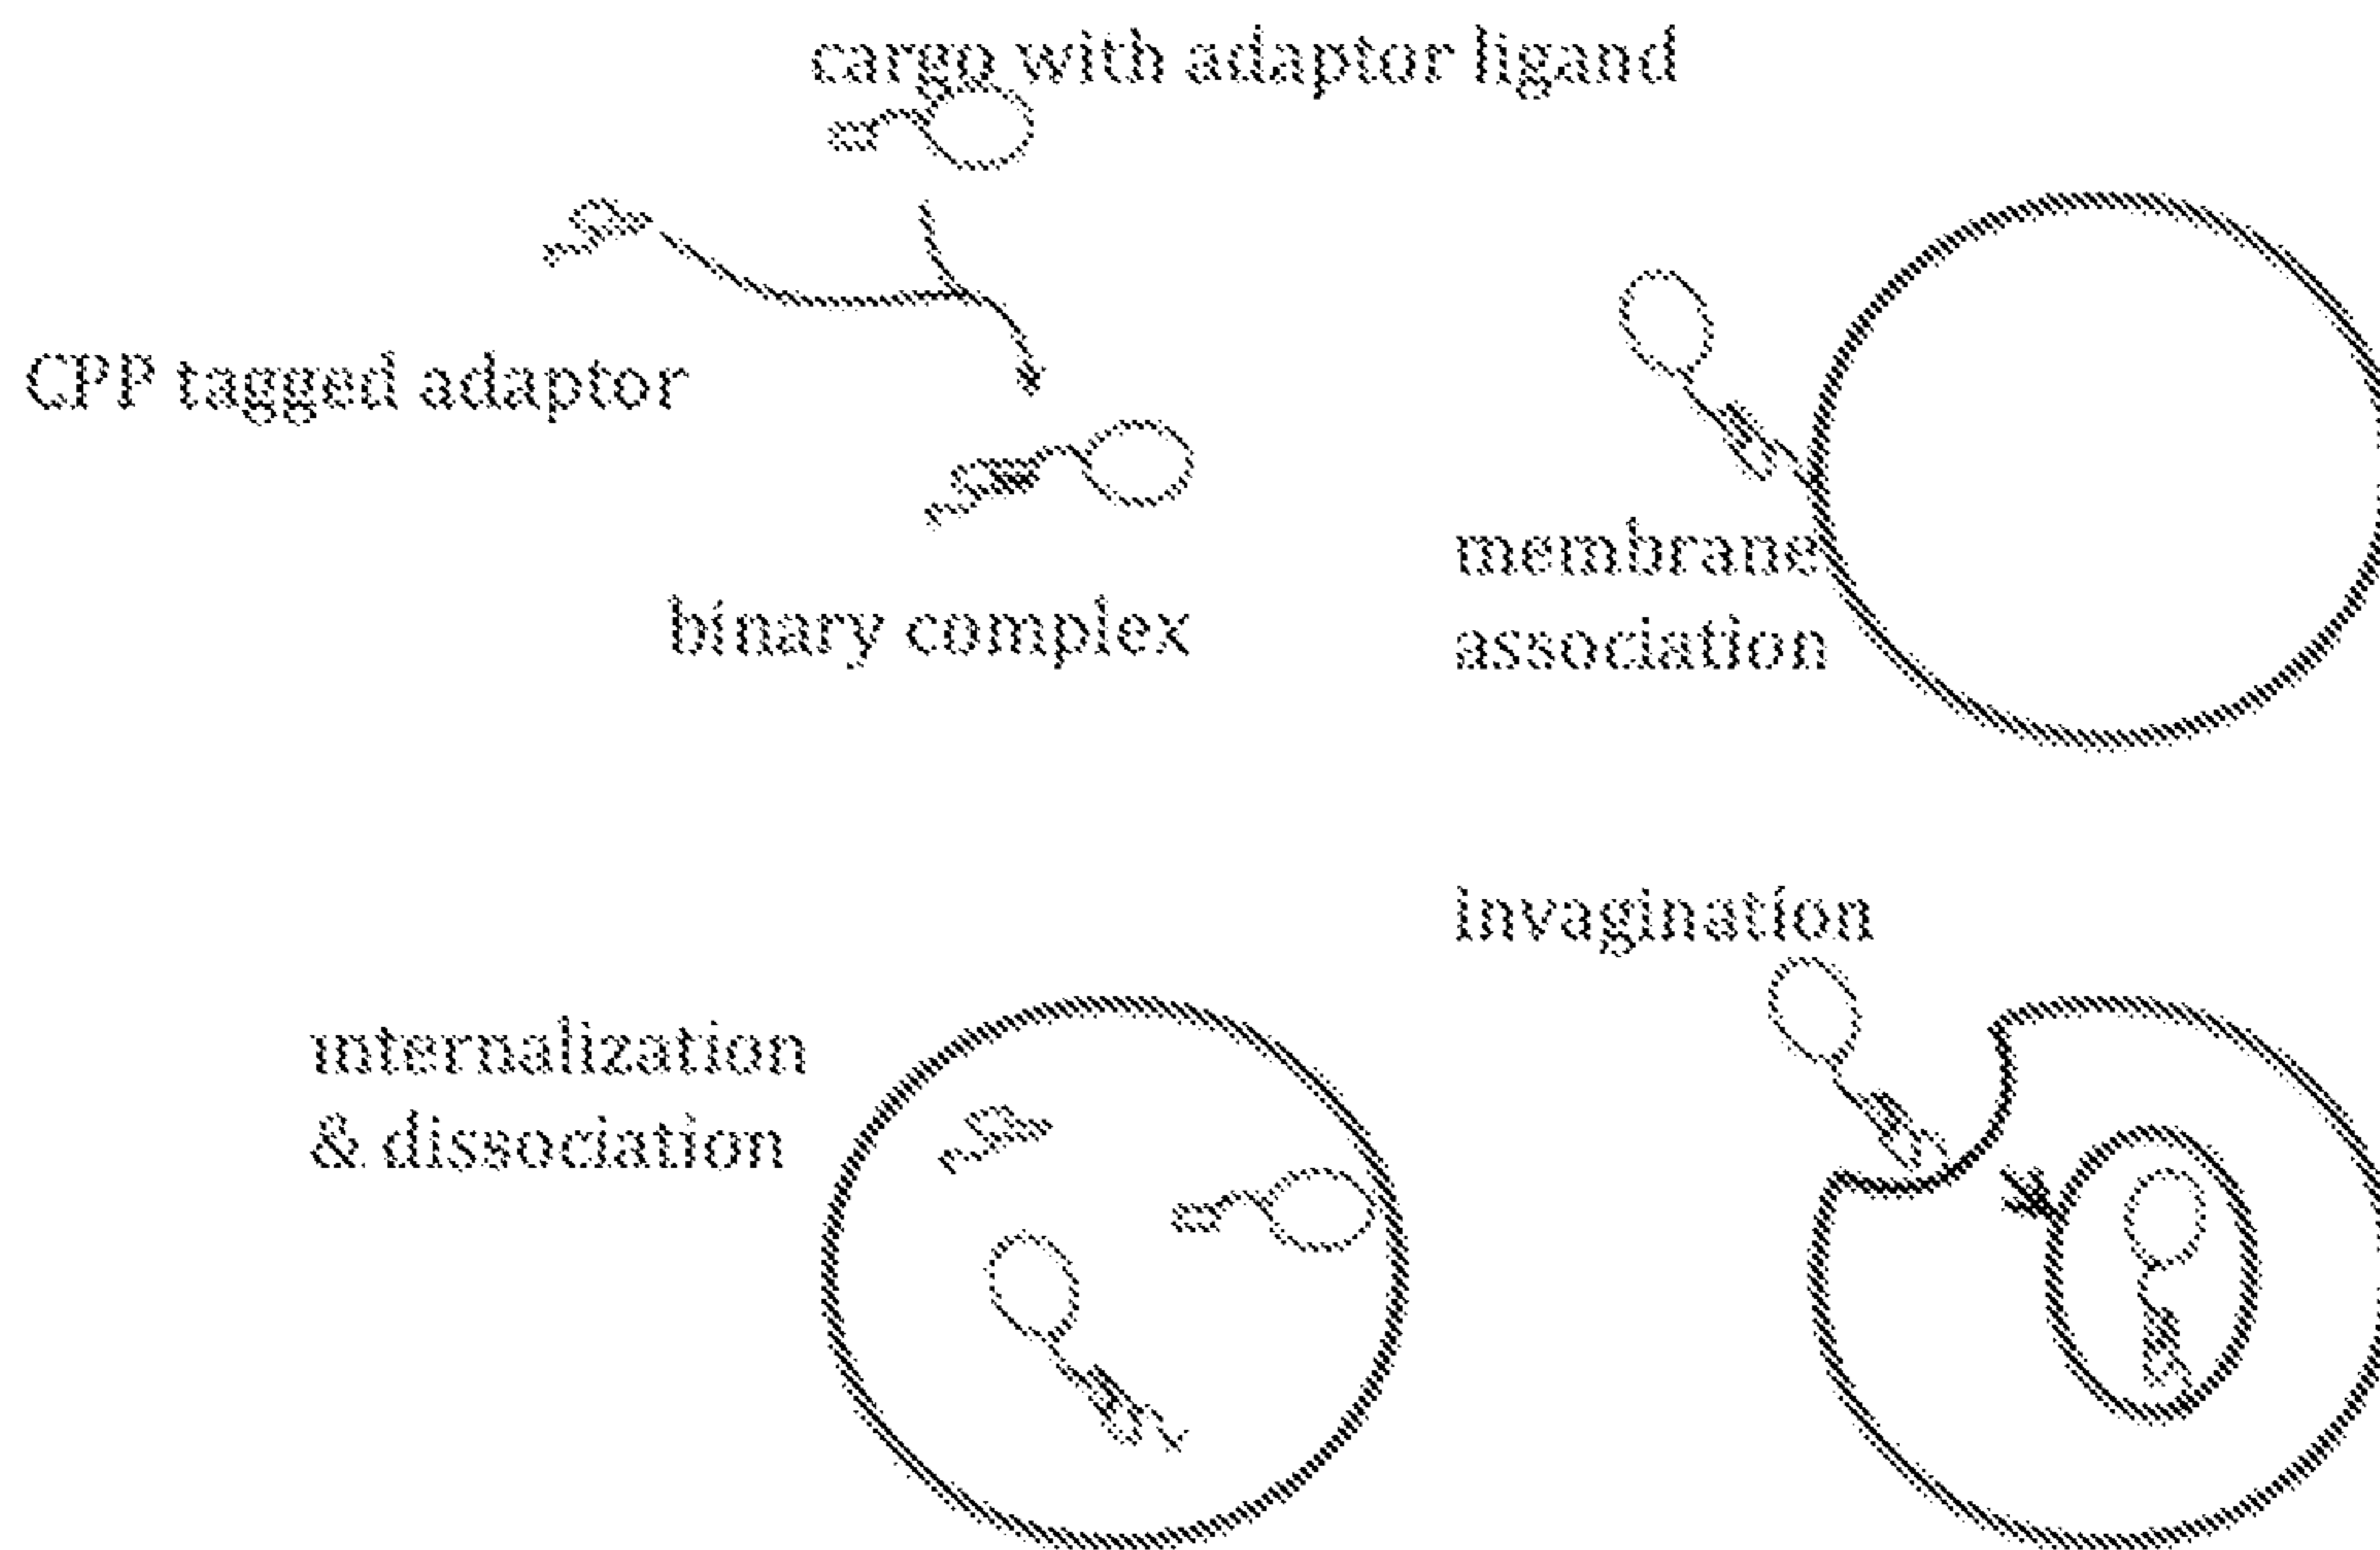 cargo with adaptor ligand
CPP tagged adaptor
binary complex
membrane
association
invagination
internalization
& dissociation